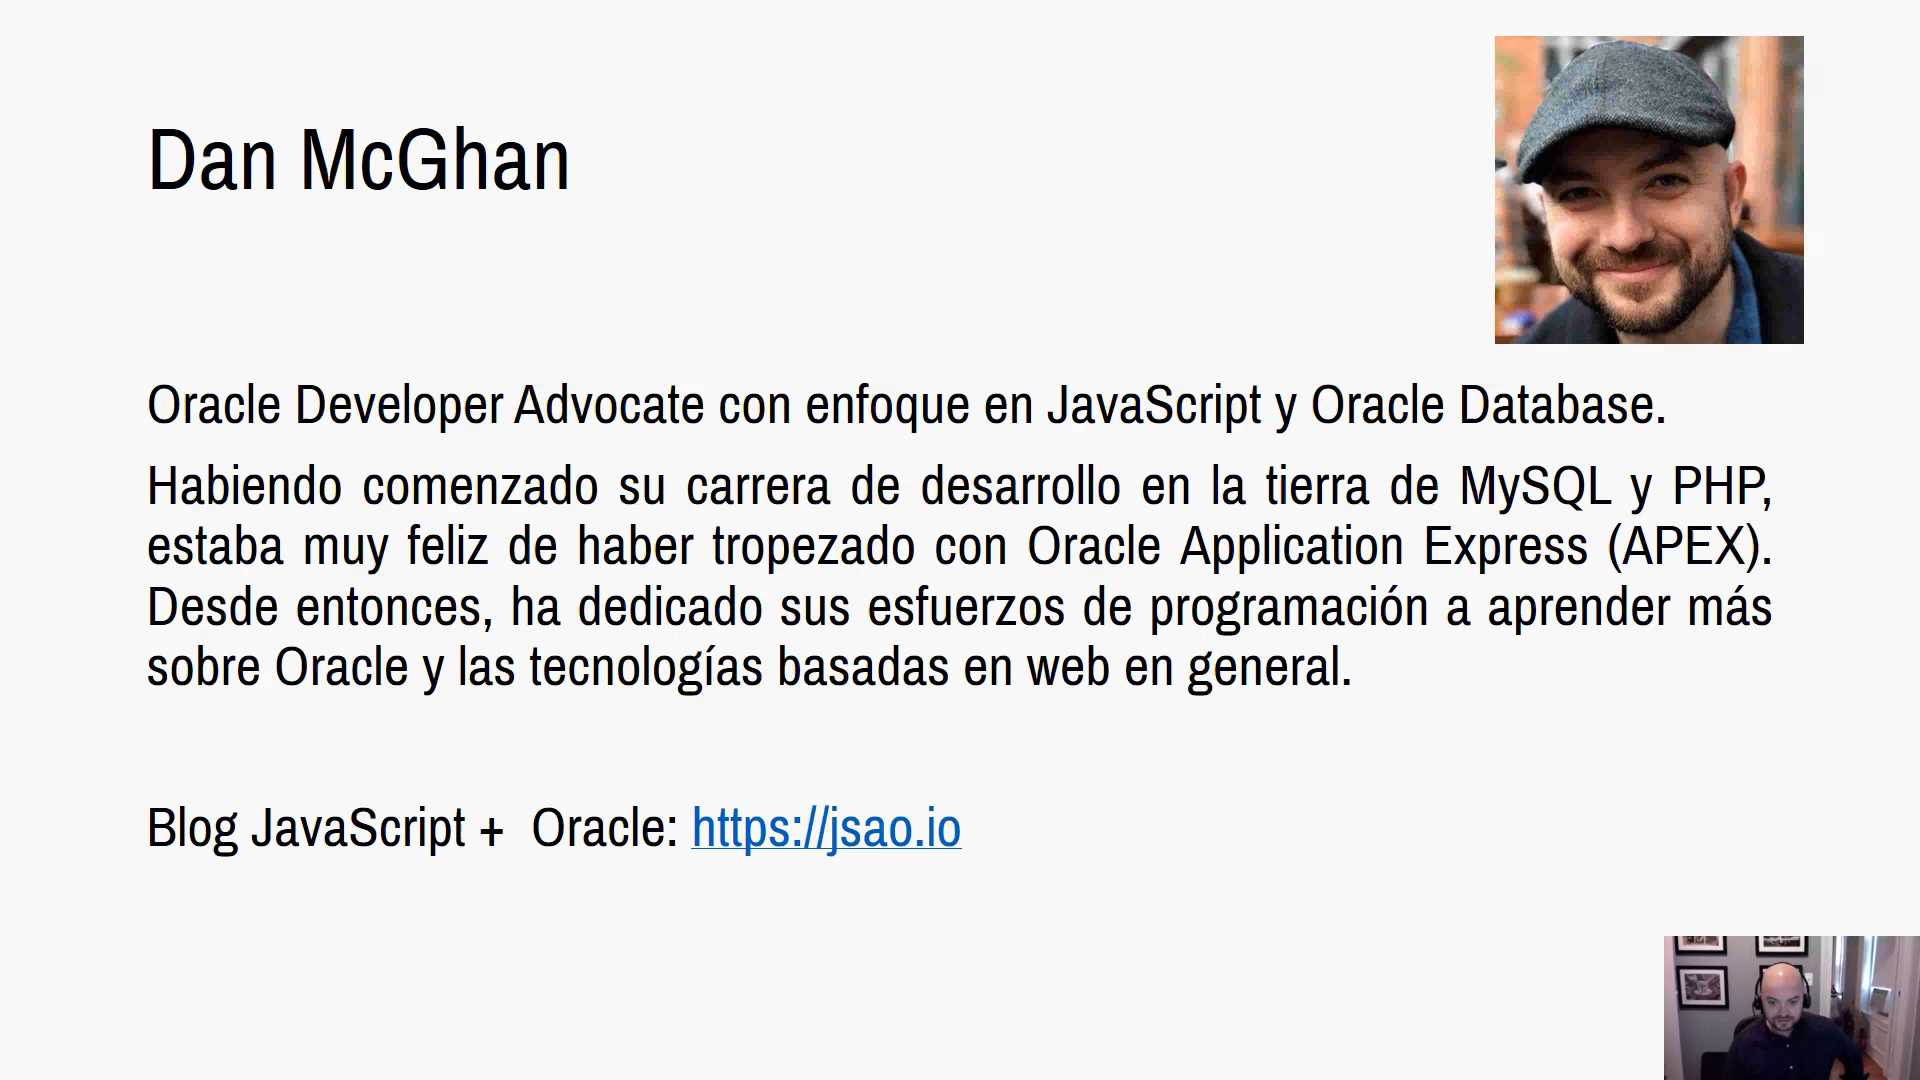 Dan McGhan
Oracle Developer Advocate con enfoque en JavaScript y Oracle Database.
Habiendo comenzado su carrera de desarrollo en la tierra de MySQL y PHP,
estaba muy feliz de haber tropezado con Oracle Application Express (APEX).
Desde entonces, ha dedicado sus esfuerzos de programación a aprender más
sobre Oracle y las tecnologías basadas en web en general.
Blog JavaScript +  Oracle: https://jsao.io